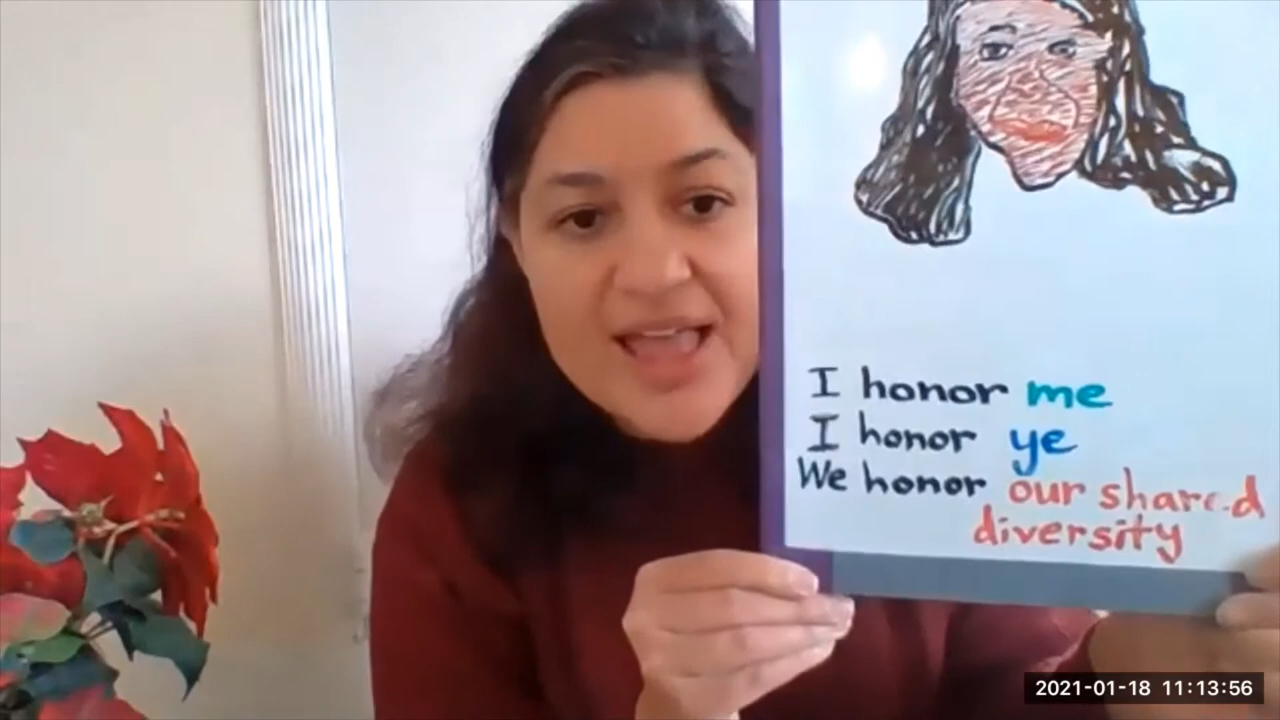 I honor me
I honor ye
We honor our shared
diversity
2021-01-18 11:13:56